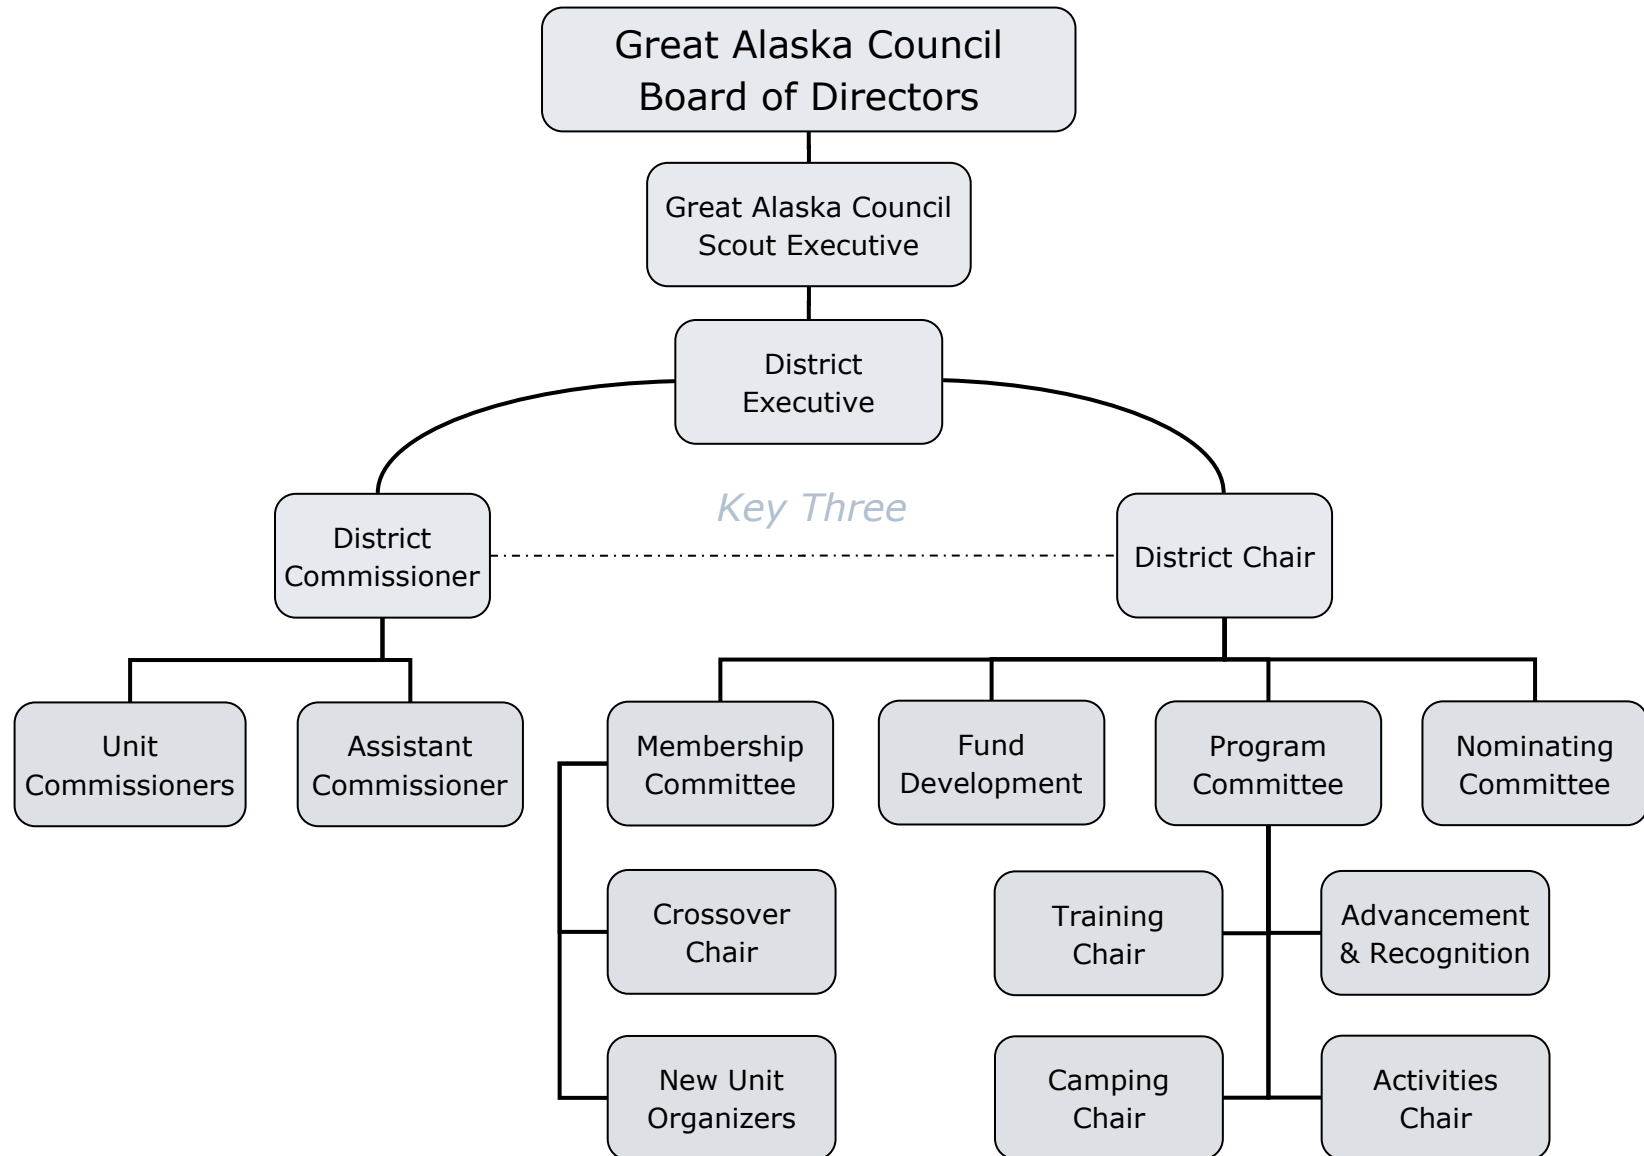 Great Alaska Council
Board of Directors
Great Alaska Council
Scout Executive
District
Executive
Key Three
District
Commissioner
District Chair
Unit
Commissioners
Assistant
Commissioner
Membership
Committee
Fund
Development
Program
Committee
Nominating
Committee
Crossover
Chair
Training
Chair
Advancement
& Recognition
New Unit
Organizers
Camping
Chair
Activities
Chair